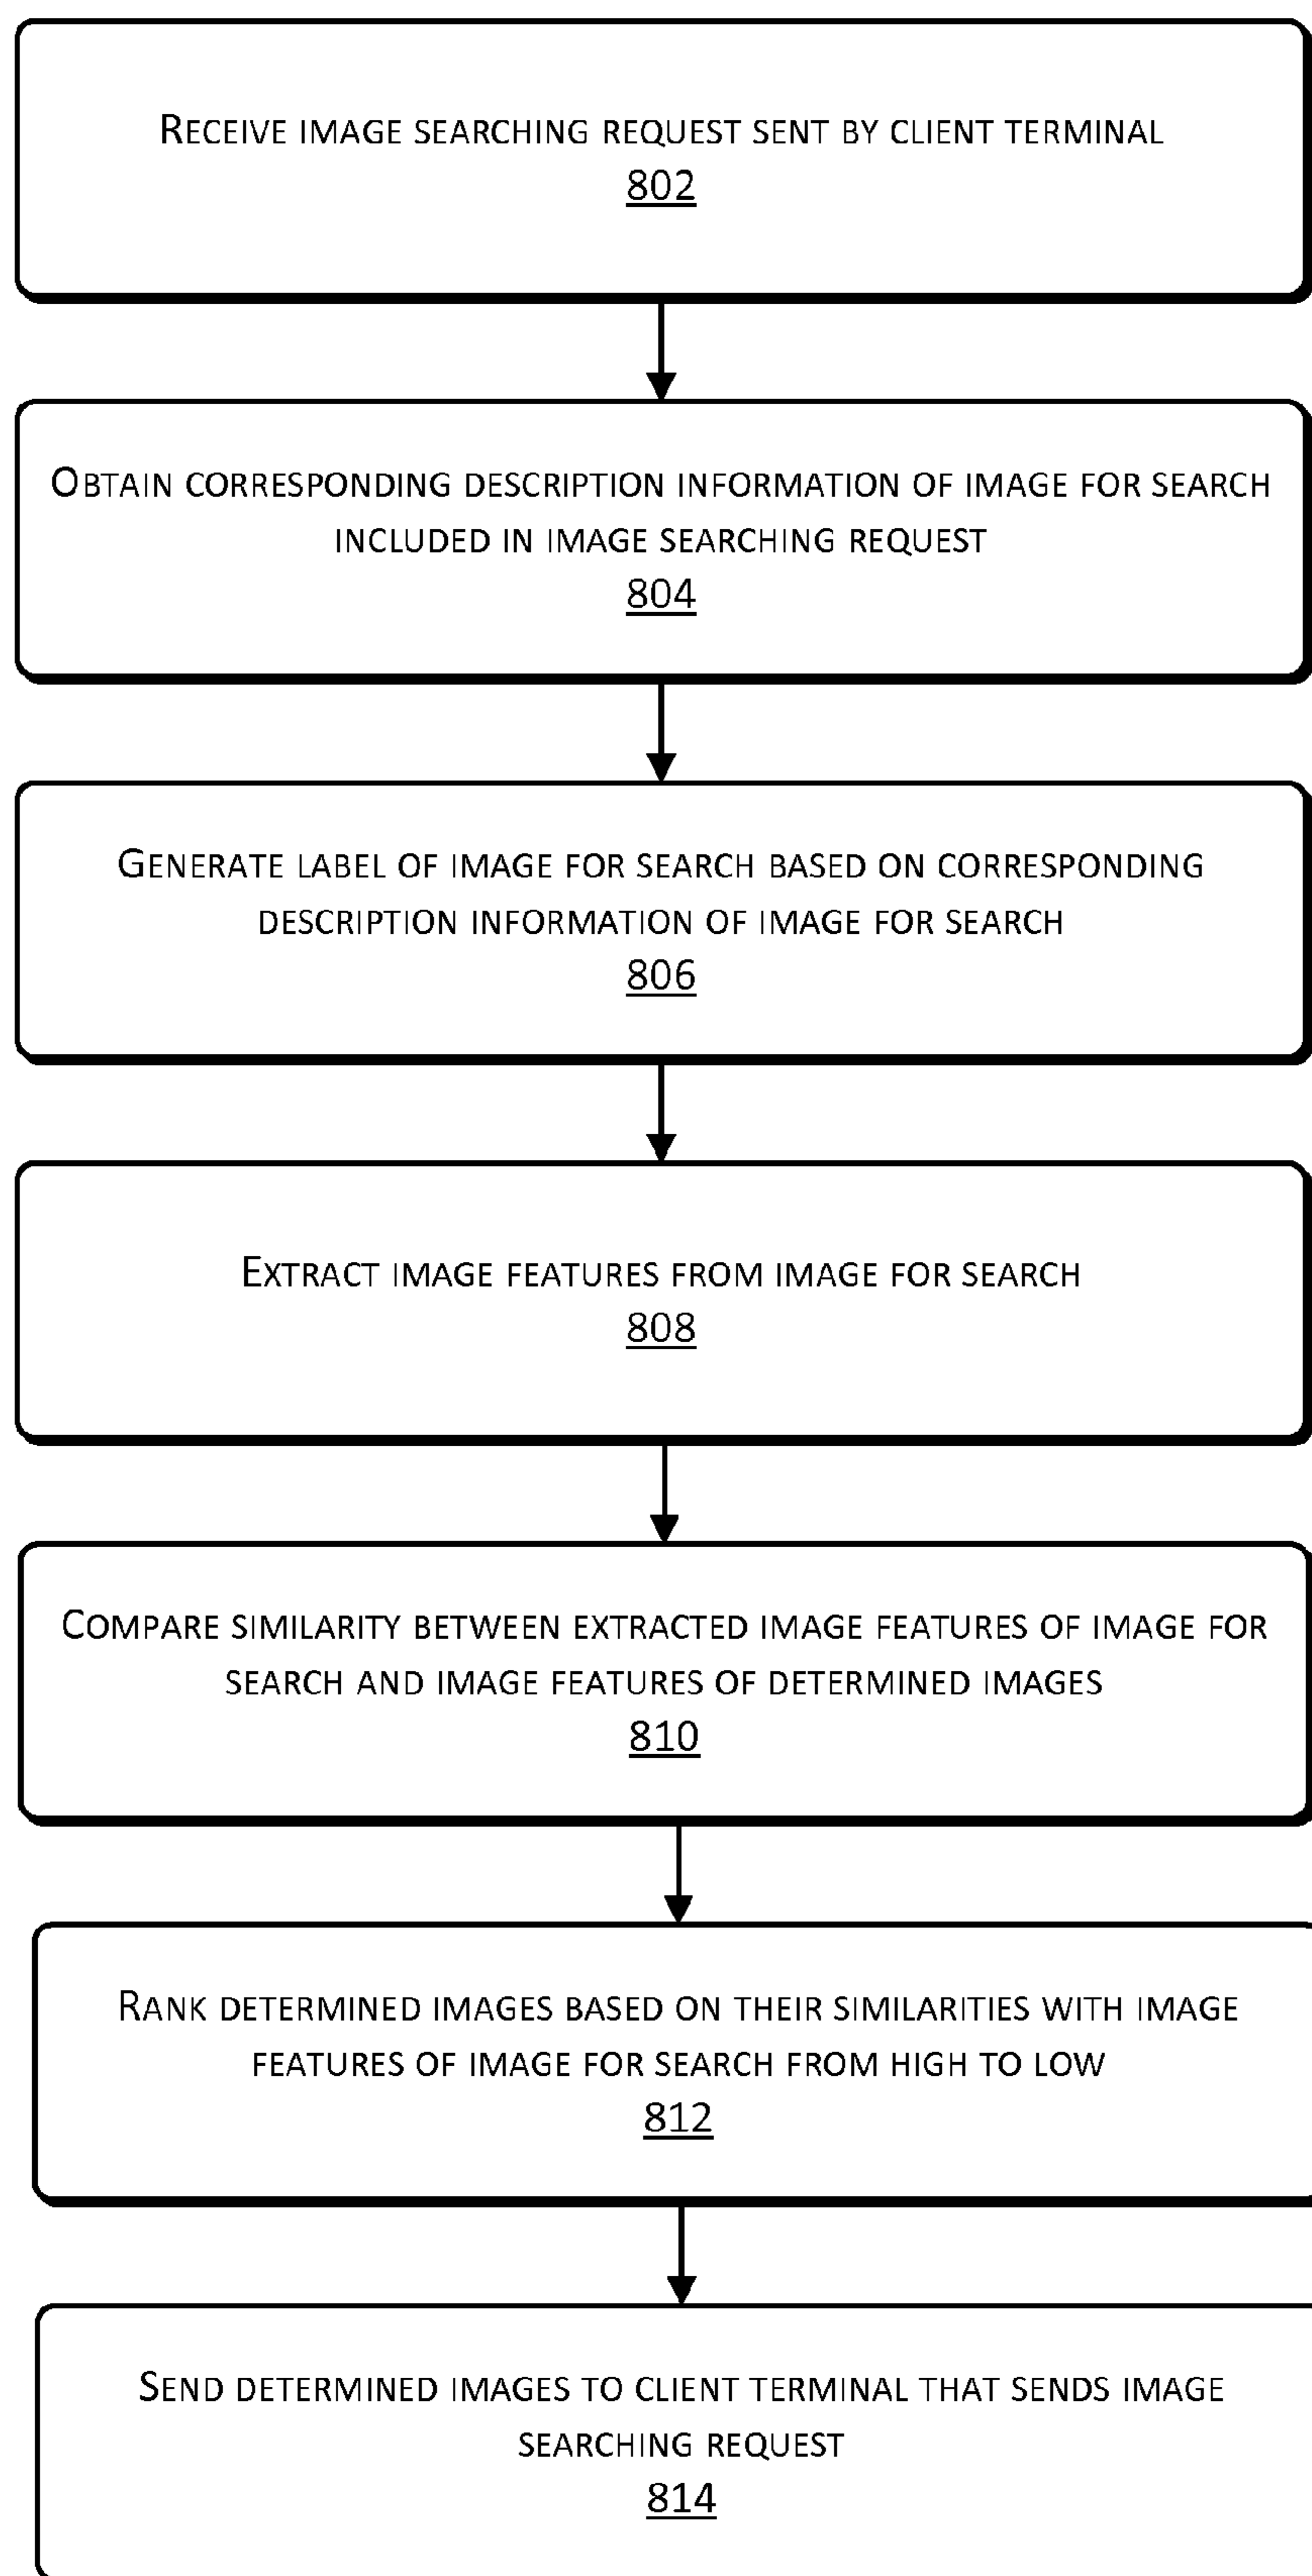 RECEIVE IMAGE SEARCHING REQUEST SENT BY CLIENT TERMINAL
802
OBTAIN CORRESPONDING DESCRIPTION INFORMATION OF IMAGE FOR SEARCH
INCLUDED IN IMAGE SEARCHING REQUEST
804
GENERATE LABEL OF IMAGE FOR SEARCH BASED ON CORRESPONDING
DESCRIPTION INFORMATION OF IMAGE FOR SEARCH
806
EXTRACT IMAGE FEATURES FROM IMAGE FOR SEARCH
808
COMPARE SIMILARITY BETWEEN EXTRACTED IMAGE FEATURES OF IMAGE FOR
SEARCH AND IMAGE FEATURES OF DETERMINED IMAGES
810
RANK DETERMINED IMAGES BASED ON THEIR SIMILARITIES WITH IMAGE
FEATURES OF IMAGE FOR SEARCH FROM HIGH TO LOW
812
SEND DETERMINED IMAGES TO CLIENT TERMINAL THAT SENDS IMAGE
SEARCHING REQUEST
814